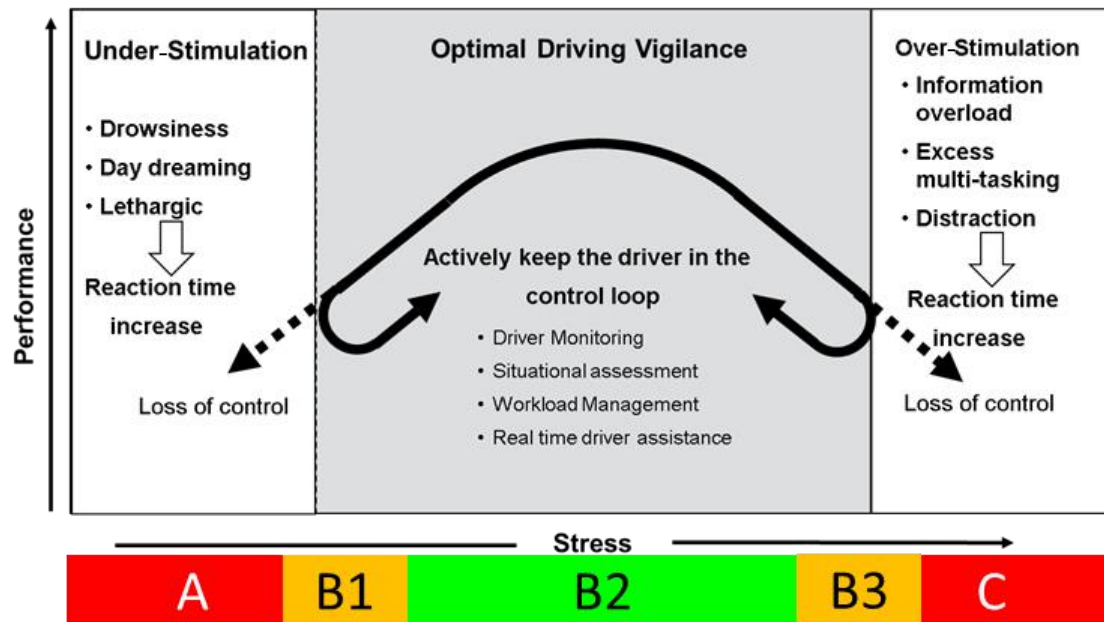 Performance
Under-Stimulation
• Drowsiness
• Day dreaming
• Lethargic
Reaction time
increase
Loss of control
Optimal Driving Vigilance
Actively keep the driver in the
control loop
• Driver Monitoring
• Situational assessment
• Workload Management
• Real time driver assistance
Over-Stimulation
• Information
overload
• Excess
multi-tasking
• Distraction
Reaction time
increase
Loss of control
Stress
A
B1
B2
B3
C